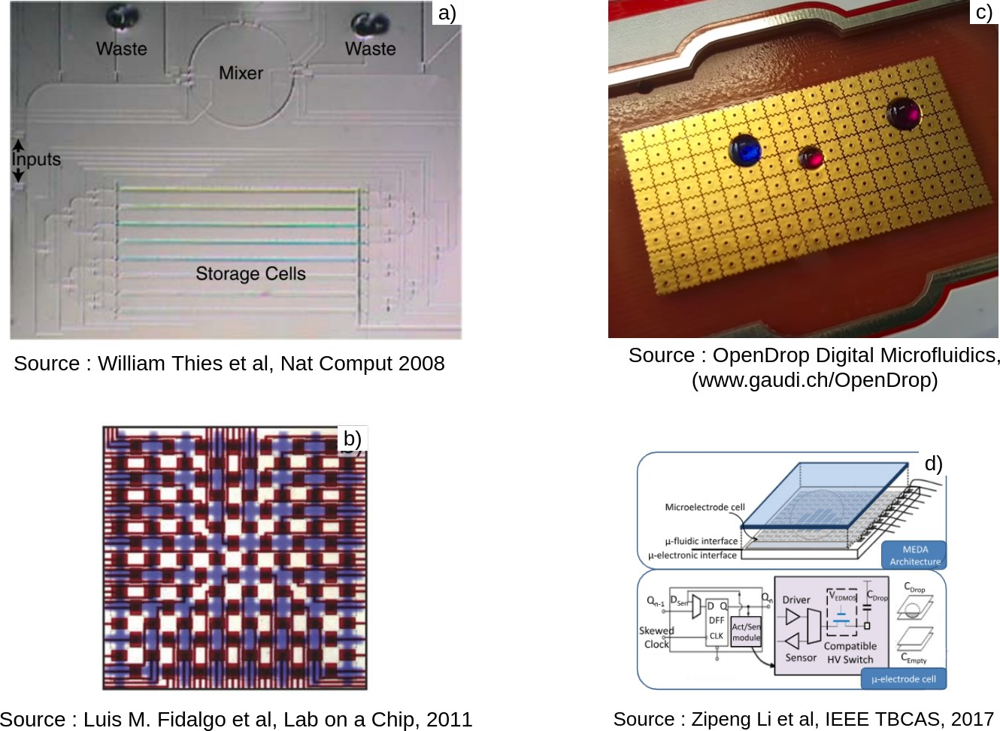 a)
Waste
Waste
Mixer
Inputs
Storage Cells
Source : William Thies et al, Nat Comput 2008
c)
Source : OpenDrop Digital Microfluidics,
(www.gaudi.ch/OpenDrop)
b)
Source : Luis M. Fidalgo et al, Lab on a Chip, 2011
d)
Microelectrode cell
μ-fluidic interface
μ-electronic interface
MEDA
Architecture
Qn-1
DSen
D Q
DFF
CLK
Qn
Skewed
Clock
Act/Sen
module
Driver
Sensor
VEDMOS
CDrop
Compatible
HV Switch
CDrop
CEmpty
μ-electrode cell
Source : Zipeng Li et al, IEEE TBCAS, 2017